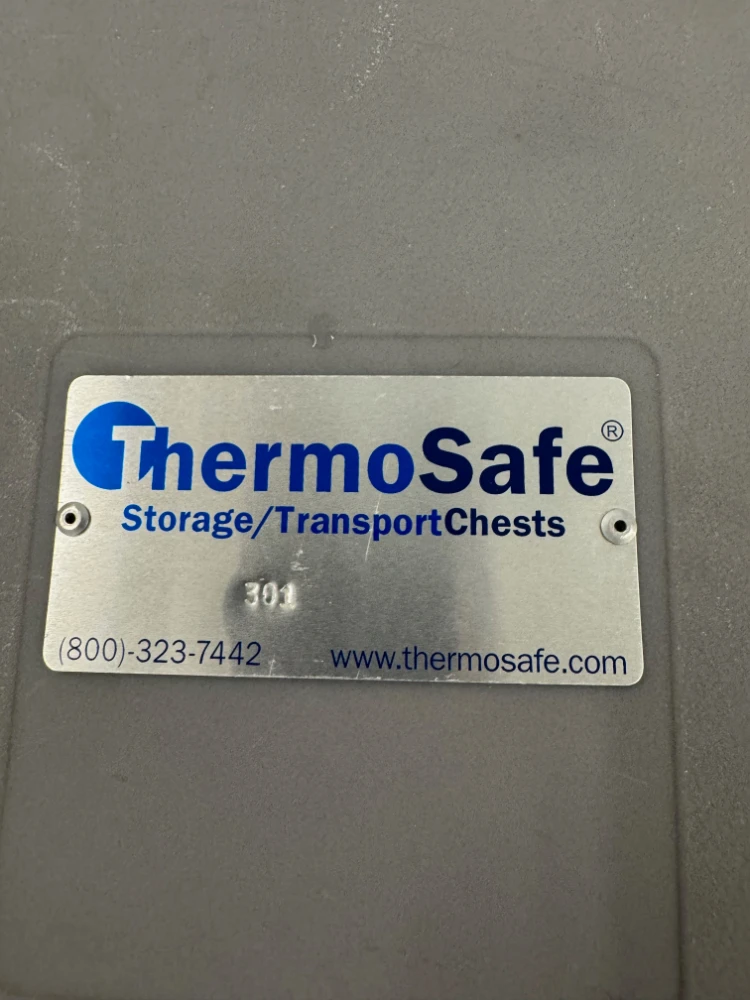 ThermoSafe®
Storage/TransportChests
301
(800)-323-7442 www.thermosafe.com